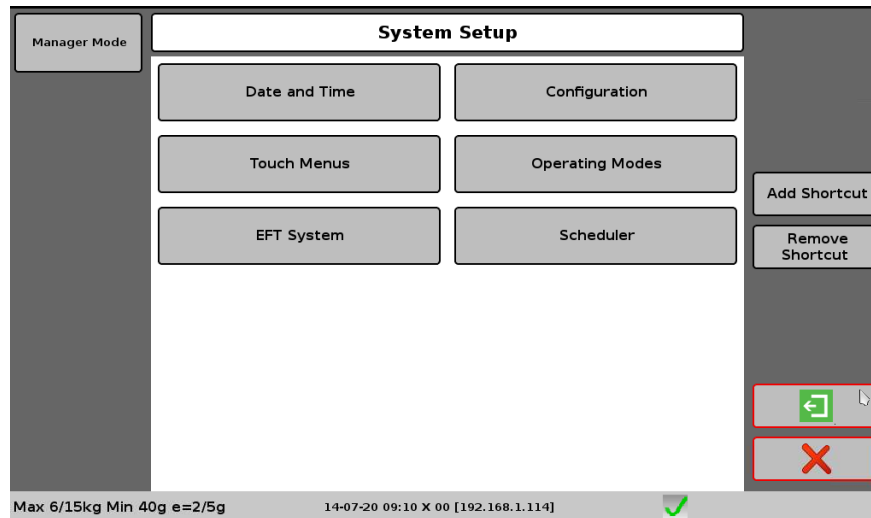 Manager Mode
System Setup
Date and Time
Configuration
Touch Menus
Operating Modes
Add Shortcut
EFT System
Scheduler
Remove
Shortcut
Max 6/15kg Min 40g e=2/5g
14-07-20 09:10 X 00 [192.168.1.114]